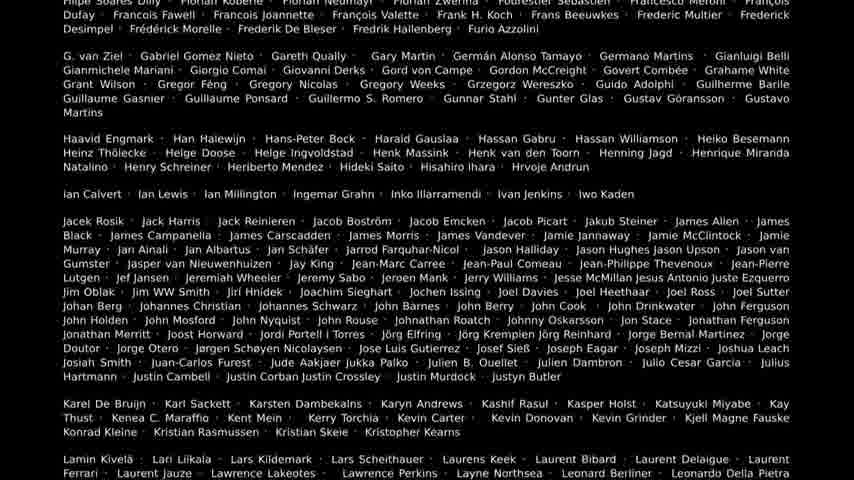 Filipe Soares Dilly · Florian Koberle · Florian Neumayr · Florian Zwerina · Fourestier Sébastien · Francesco Meroni · François
Dufay · Francois Fawell · Francois Joannette · François Valette · Frank H. Koch · Frans Beeuwkes · Frederic Multier · Frederick
Desimpel · Frédérick Morelle · Frederik De Bleser · Fredrik Hallenberg · Furio Azzolini
G. van Ziel · Gabriel Gomez Nieto · Gareth Qually · Gary Martin · Germán Alonso Tamayo · Germano Martins · Gianluigi Belli
Gianmichele Mariani · Giorgio Comai · Giovanni Derks · Gord von Campe · Gordon McCreight · Govert Combée · Grahame White
Grant Wilson · Gregor Féng · Gregory Nicolas · Gregory Weeks · Grzegorz Wereszko · Guido Adolphi · Guilherme Barile
Guillaume Gasnier · Guillaume Ponsard · Guillermo S. Romero · Gunnar Stahl · Gunter Glas · Gustav Göransson · Gustavo
Martins
Haavid Engmark · Han Halewijn · Hans-Peter Bock · Harald Gauslaa · Hassan Gabru · Hassan Williamson · Heiko Besemann
Heinz Thölecke · Helge Doose · Helge Ingvoldstad · Henk Massink · Henk van den Toorn · Henning Jagd · Henrique Miranda
Natalino · Henry Schreiner · Heriberto Mendez · Hideki Saito · Hisahiro Ihara · Hrvoje Andrun
Ian Calvert · Ian Lewis · Ian Millington · Ingemar Grahn · Inko Illarramendi · Ivan Jenkins · Iwo Kaden
Jacek Rosik · Jack Harris · Jack Reinieren · Jacob Boström · Jacob Emcken · Jacob Picart · Jakub Steiner · James Allen · James
Black · James Campanella · James Carscadden · James Morris · James Vandever · Jamie Jannaway · Jamie McClintock · Jamie
Murray · Jan Ainali · Jan Albartus · Jan Schäfer · Jarrod Farquhar-Nicol · Jason Halliday · Jason Hughes Jason Upson · Jason van
Gumster · Jasper van Nieuwenhuizen · Jay King · Jean-Marc Carree · Jean-Paul Comeau · Jean-Philippe Thevenoux · Jean-Pierre
Lutgen · Jef Jansen · Jeremiah Wheeler · Jeremy Sabo · Jeroen Mank · Jerry Williams · Jesse McMillan Jesus Antonio Juste Ezquerro
Jim Oblak · Jim WW Smith · Jiri Hnidek · Joachim Sieghart · Jochen Issing · Joel Davies · Joel Heethaar · Joel Ross · Joel Sutter
Johan Berg · Johannes Christian · Johannes Schwarz · John Barnes · John Berry · John Cook · John Drinkwater · John Ferguson
John Holden · John Mosford · John Nyquist · John Rouse · Johnathan Roatch · Johnny Oskarsson · Jon Stace · Jonathan Ferguson
Jonathan Merritt · Joost Horward · Jordi Portell i Torres · Jörg Elfring · Jörg Krempien Jörg Reinhard · Jorge Bernal Martinez · Jorge
Doutor · Jorge Otero · Jørgen Schøyen Nicolaysen · Jose Luis Gutierrez · Josef Sieß · Joseph Eagar · Joseph Mizzi · Joshua Leach
Josiah Smith · Juan-Carlos Furest · Jude Aakjaer Jukka Palko · Julien B. Ouellet · Julien Dambron · Julio Cesar Garcia · Julius
Hartmann · Justin Cambell · Justin Corban Justin Crossley · Justin Murdock · Justyn Butler
Karel De Bruijn · Karl Sackett · Karsten Dambekalns · Karyn Andrews · Kashif Rasul · Kasper Holst · Katsuyuki Miyabe · Kay
Thust · Kenea C. Maraffio · Kent Mein · Kerry Torchia · Kevin Carter · Kevin Donovan · Kevin Grinder · Kjell Magne Fauske
Konrad Kleine · Kristian Rasmussen · Kristian Skeie · Kristopher Kearns
Lamin Kivelä · Lari Liikala · Lars Kildemark · Lars Scheithauer · Laurens Keek · Laurent Bibard · Laurent Delaigue · Laurent
Ferrari · Laurent Jauze · Lawrence Lakeotes · Lawrence Perkins · Layne Northsea · Leonard Berliner · Leonardo Della Pietra